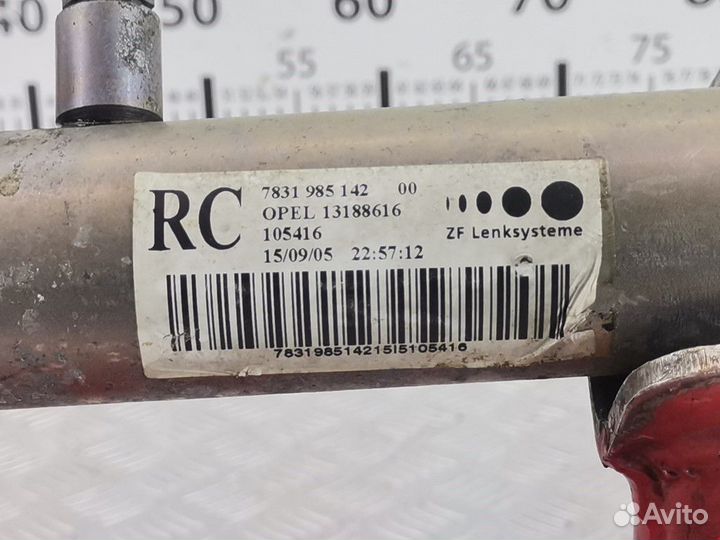 50
60
65
70
55
75
RC
7831 985 142 00
OPEL 13188616
105416
15/09/05 22:57:12
ZF Lenksysteme
783198514215I5105416
Avito